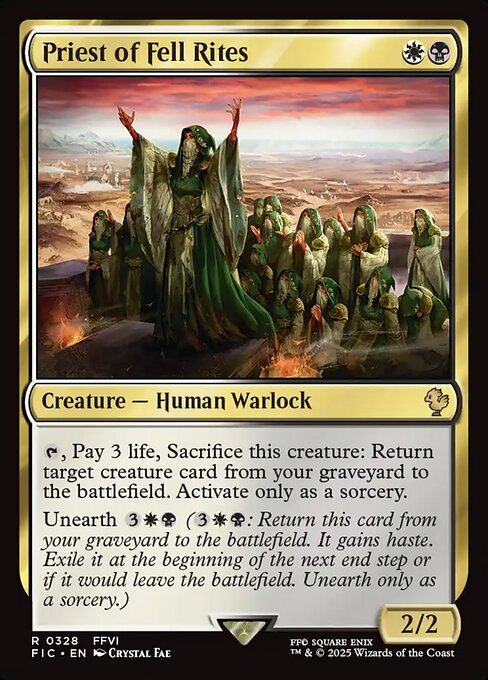 Priest of Fell Rites
Creature — Human Warlock
, Pay 3 life, Sacrifice this creature: Return
target creature card from your graveyard to
the battlefield. Activate only as a sorcery.
Unearth 3 (3: Return this card from
your graveyard to the battlefield. It gains haste.
Exile it at the beginning of the next end step or
if it would leave the battlefield. Unearth only as
a sorcery.)
2/2
R 0328 FFVI
FIC • EN Crystal Fae
FF© SQUARE ENIX
™ & © 2025 Wizards of the Coast